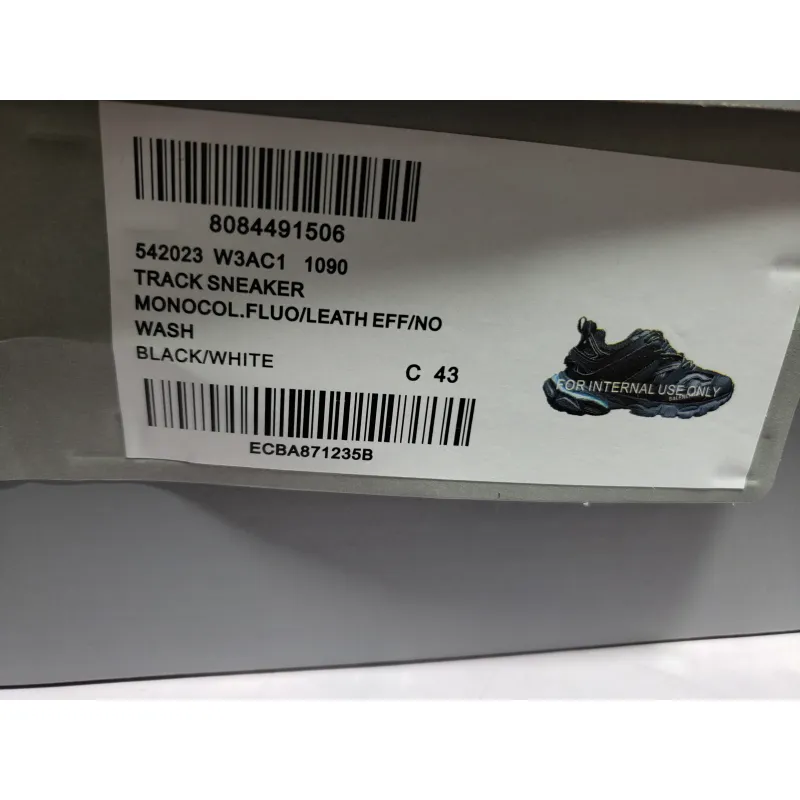 8084491506
542023 W3AC1 1090
TRACK SNEAKER
MONOCOL.FLUO/LEATH EFF/NO
WASH
BLACK/WHITE
C 43
FOR INTERNAL USE ONLY
ECBA871235B